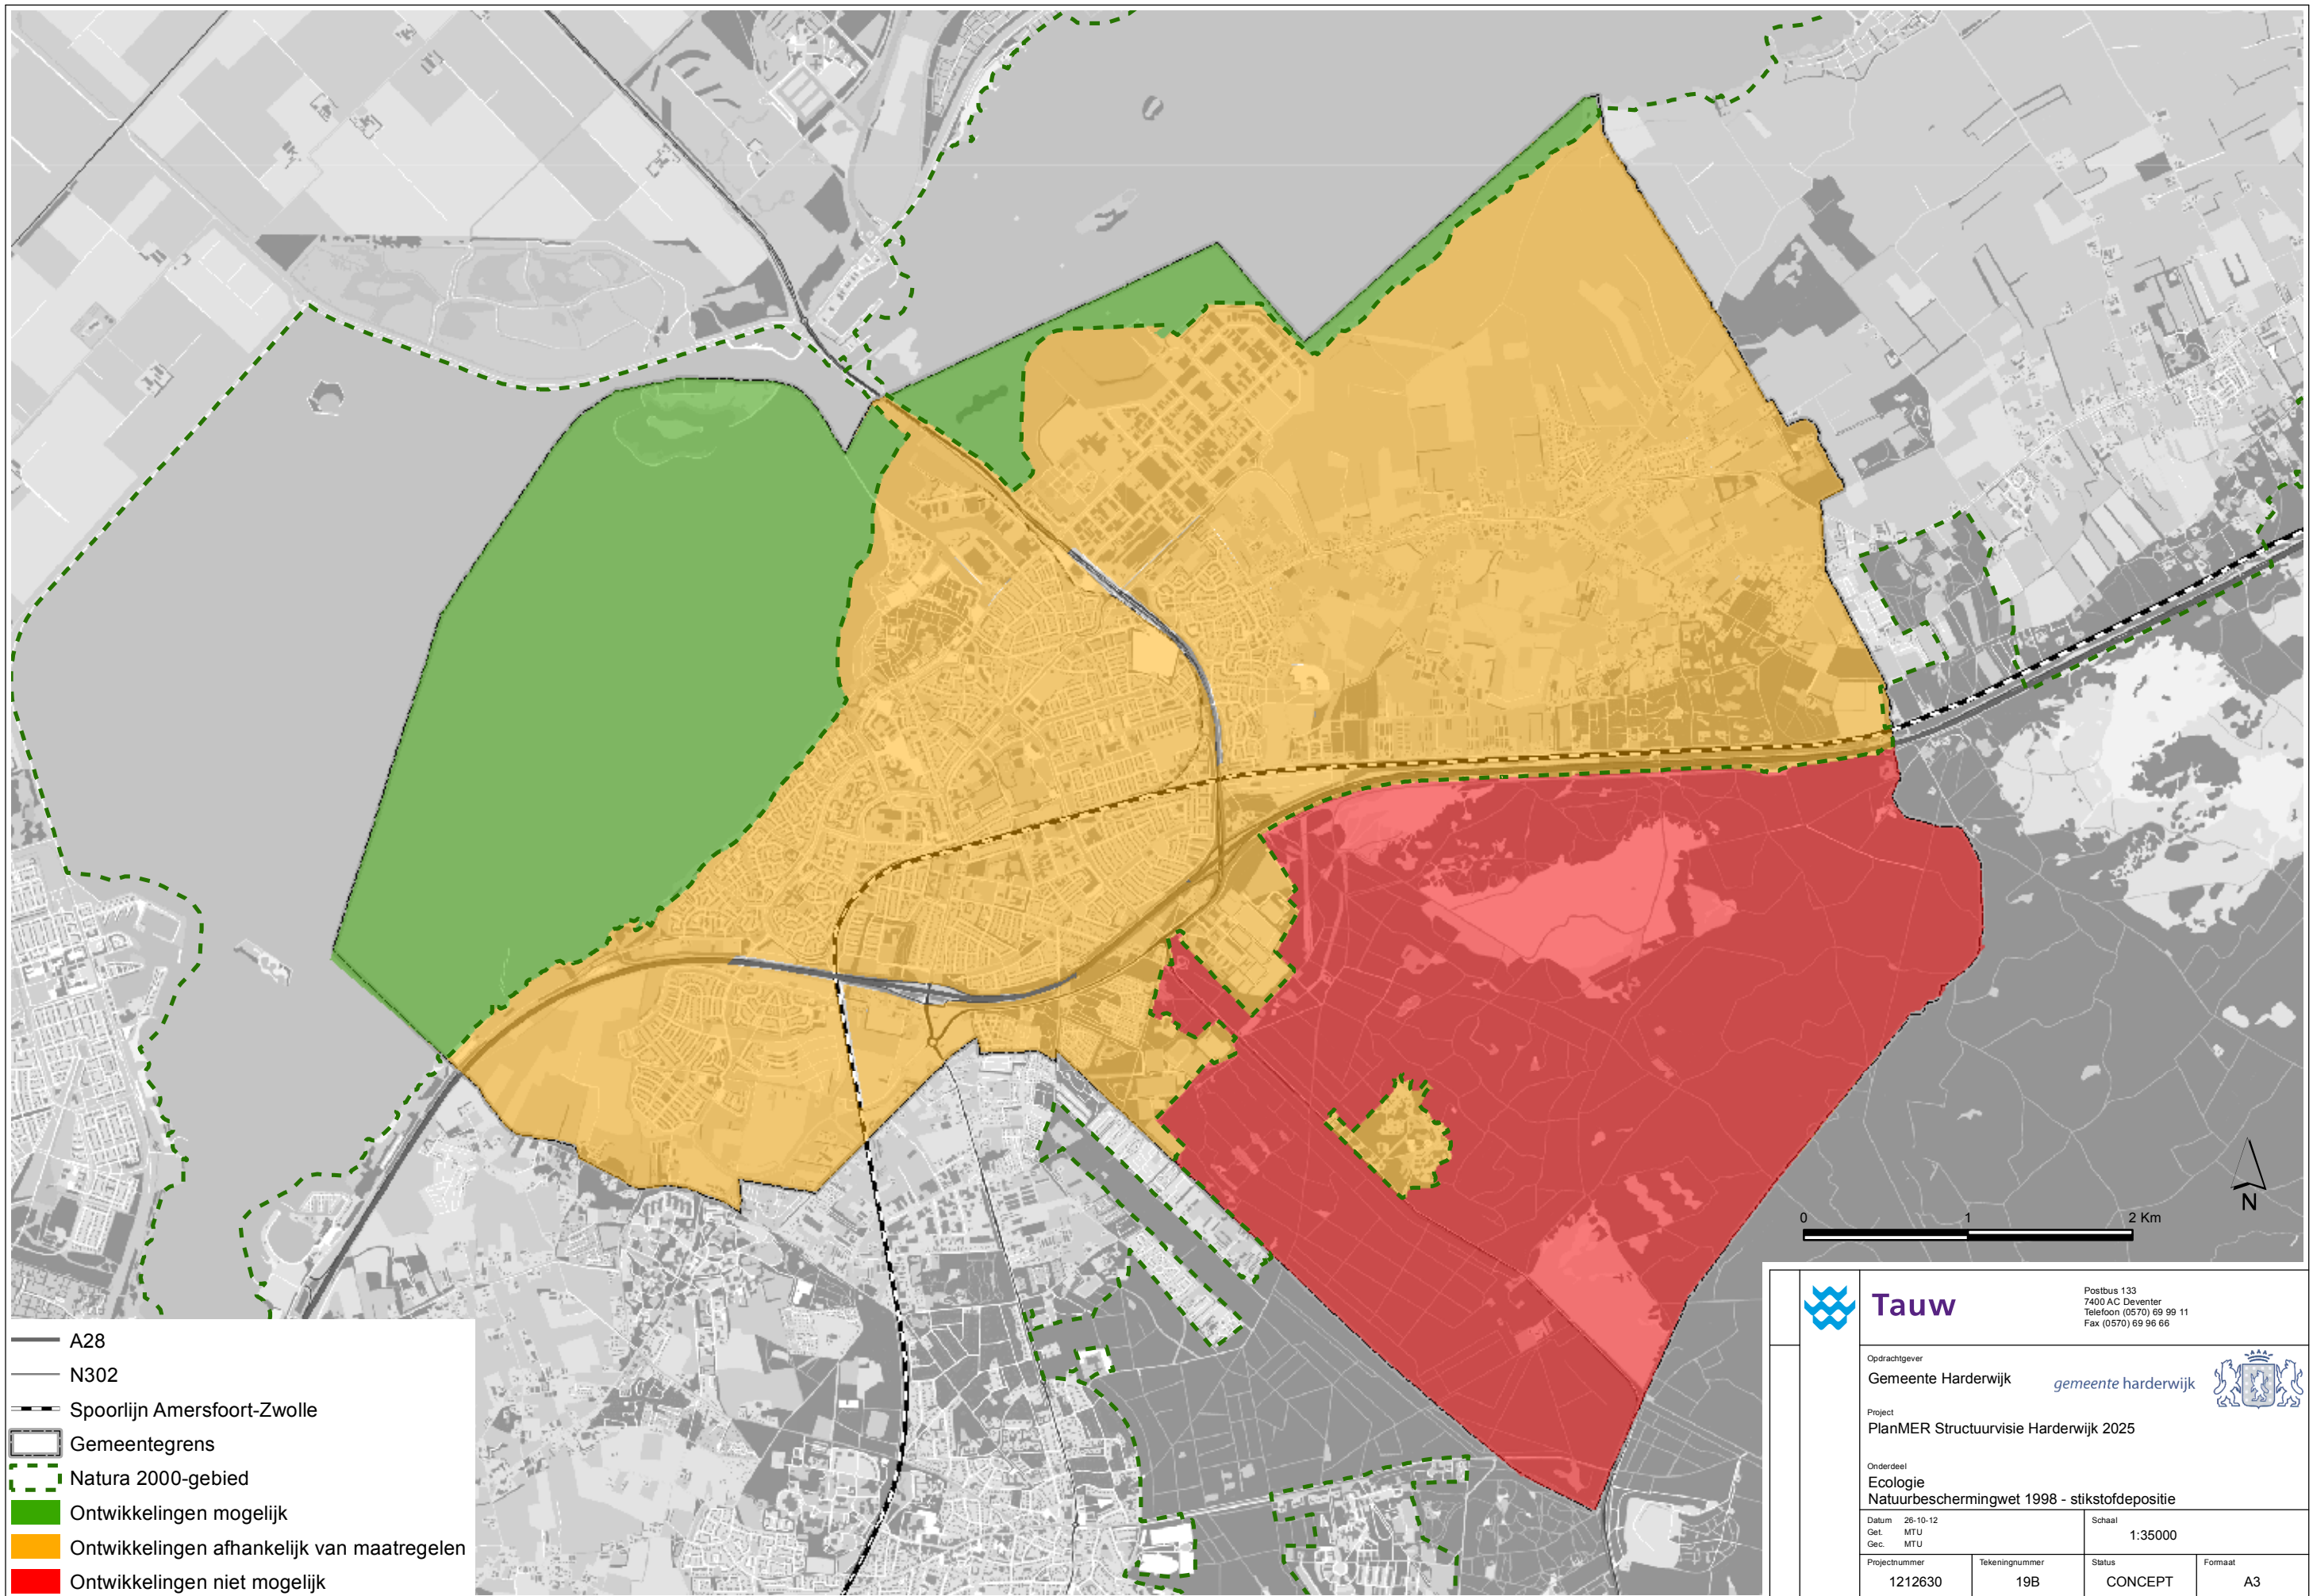 A28
N302
Spoorlijn Amersfoort-Zwolle
Gemeentegrens
Natura 2000-gebied
Ontwikkelingen mogelijk
Ontwikkelingen afhankelijk van maatregelen
Ontwikkelingen niet mogelijk
0 1 2 Km
N
Tauw
Postbus 133
7400 AC Deventer
Telefoon (0570) 69 99 11
Fax (0570) 69 96 66
Opdrachtgever
Gemeente Harderwijk
gemeente harderwijk
Project
PlanMER Structuurvisie Harderwijk 2025
Onderdeel
Ecologie
Natuurbeschermingwet 1998 - stikstofdepositie
Datum 26-10-12
Get. MTU
Gec. MTU
Schaal
1:35000
Projectnummer
1212630
Tekeningnummer
19B
Status
CONCEPT
Formaat
A3